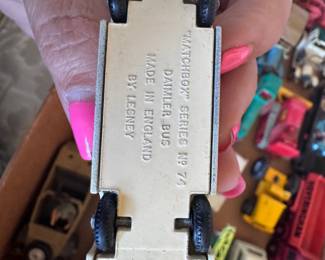 "MATCHBOX" SERIES Nº 74
DAIMLER BUS
MADE IN ENGLAND
BY LESNEY